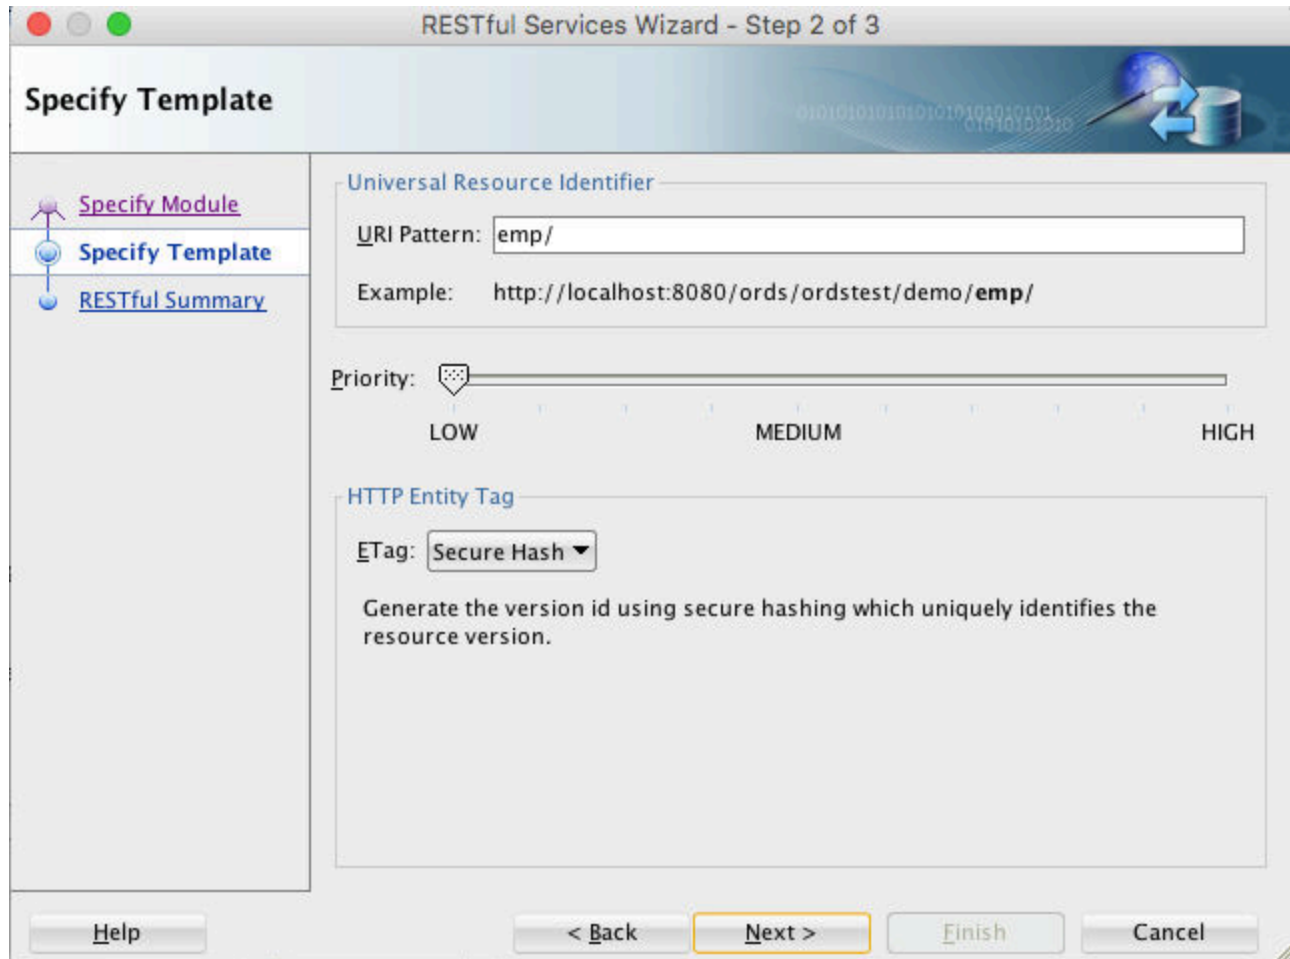 RESTful Services Wizard - Step 2 of 3
Specify Template
Specify Module
Specify Template
RESTful Summary
Universal Resource Identifier
URI Pattern: emp/
Example: http://localhost:8080/ords/ordstest/demo/emp/
Priority:
LOW MEDIUM HIGH
HTTP Entity Tag
ETag: Secure Hash
Generate the version id using secure hashing which uniquely identifies the
resource version.
Help < Back Next > Finish Cancel